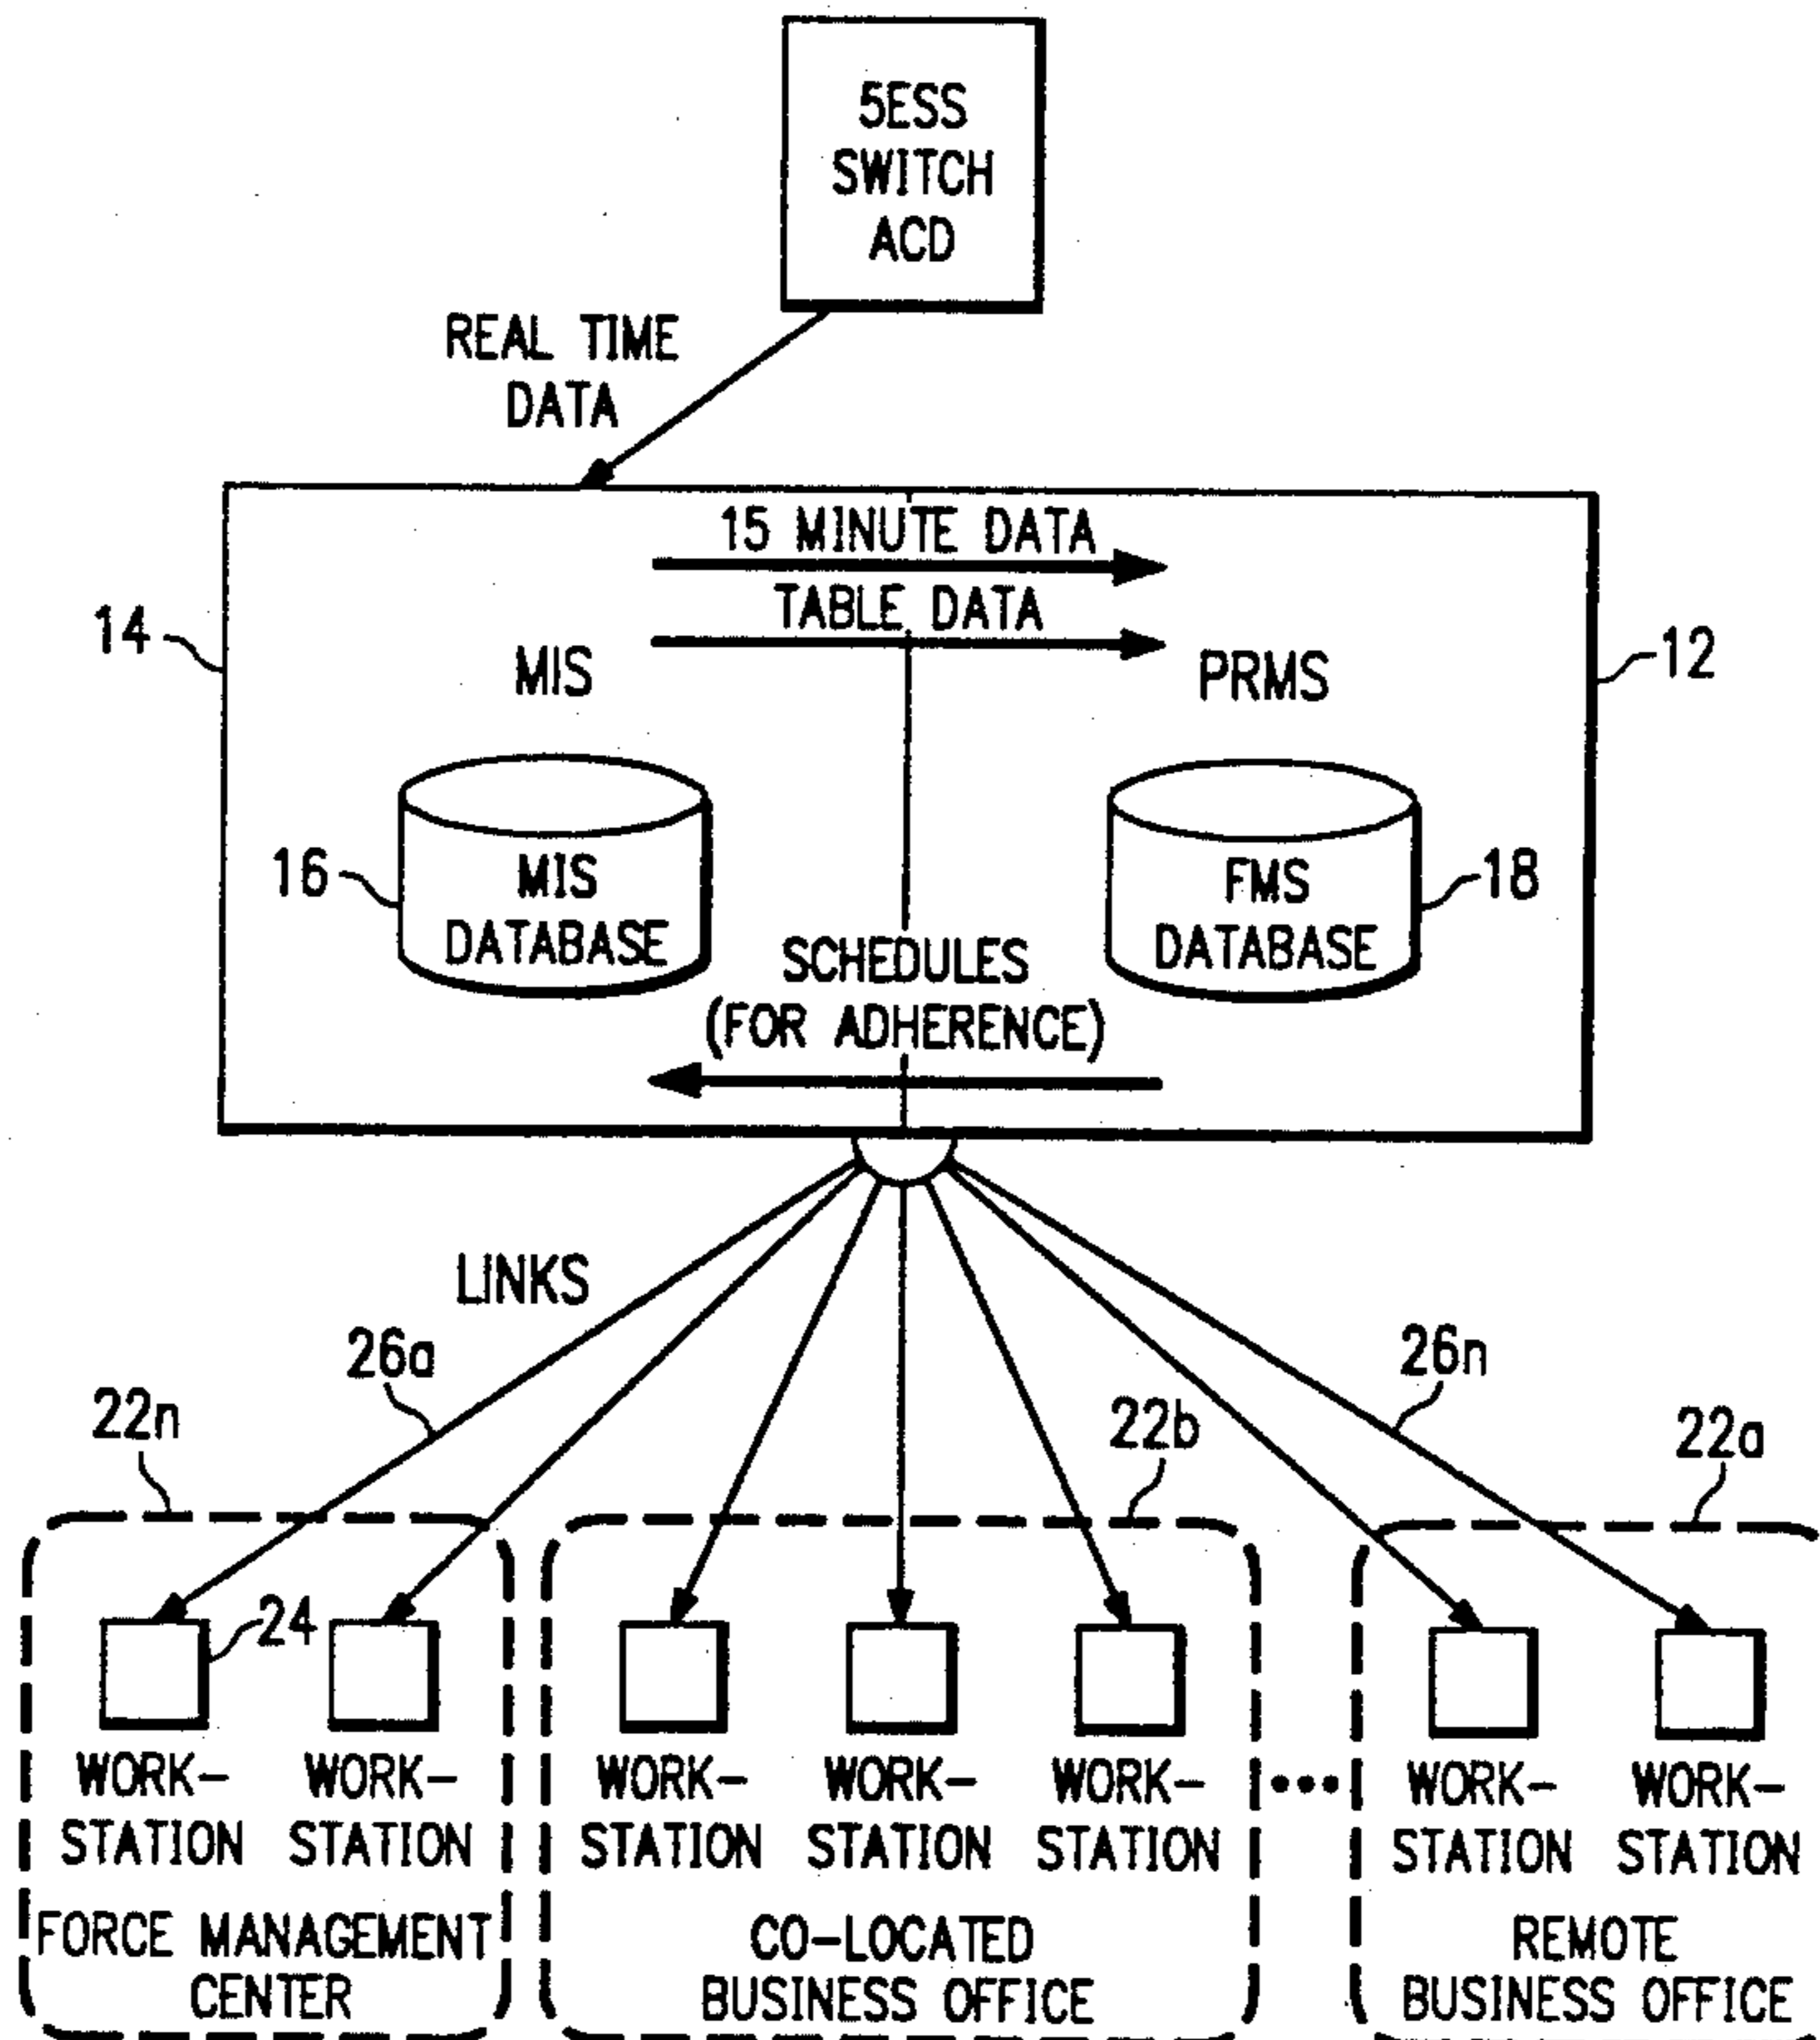 5ESS
SWITCH
ACD
REAL TIME
DATA
15 MINUTE DATA
TABLE DATA
14
12
MIS
PRMS
16
MIS
DATABASE
FMS
DATABASE
18
SCHEDULES
(FOR ADHERENCE)
LINKS
26a
26n
22n
22b
22a
24
WORK-
STATION
WORK-
STATION
WORK-
STATION
WORK-
STATION
WORK-
STATION
•••
WORK-
STATION
WORK-
STATION
FORCE MANAGEMENT
CENTER
CO-LOCATED
BUSINESS OFFICE
REMOTE
BUSINESS OFFICE